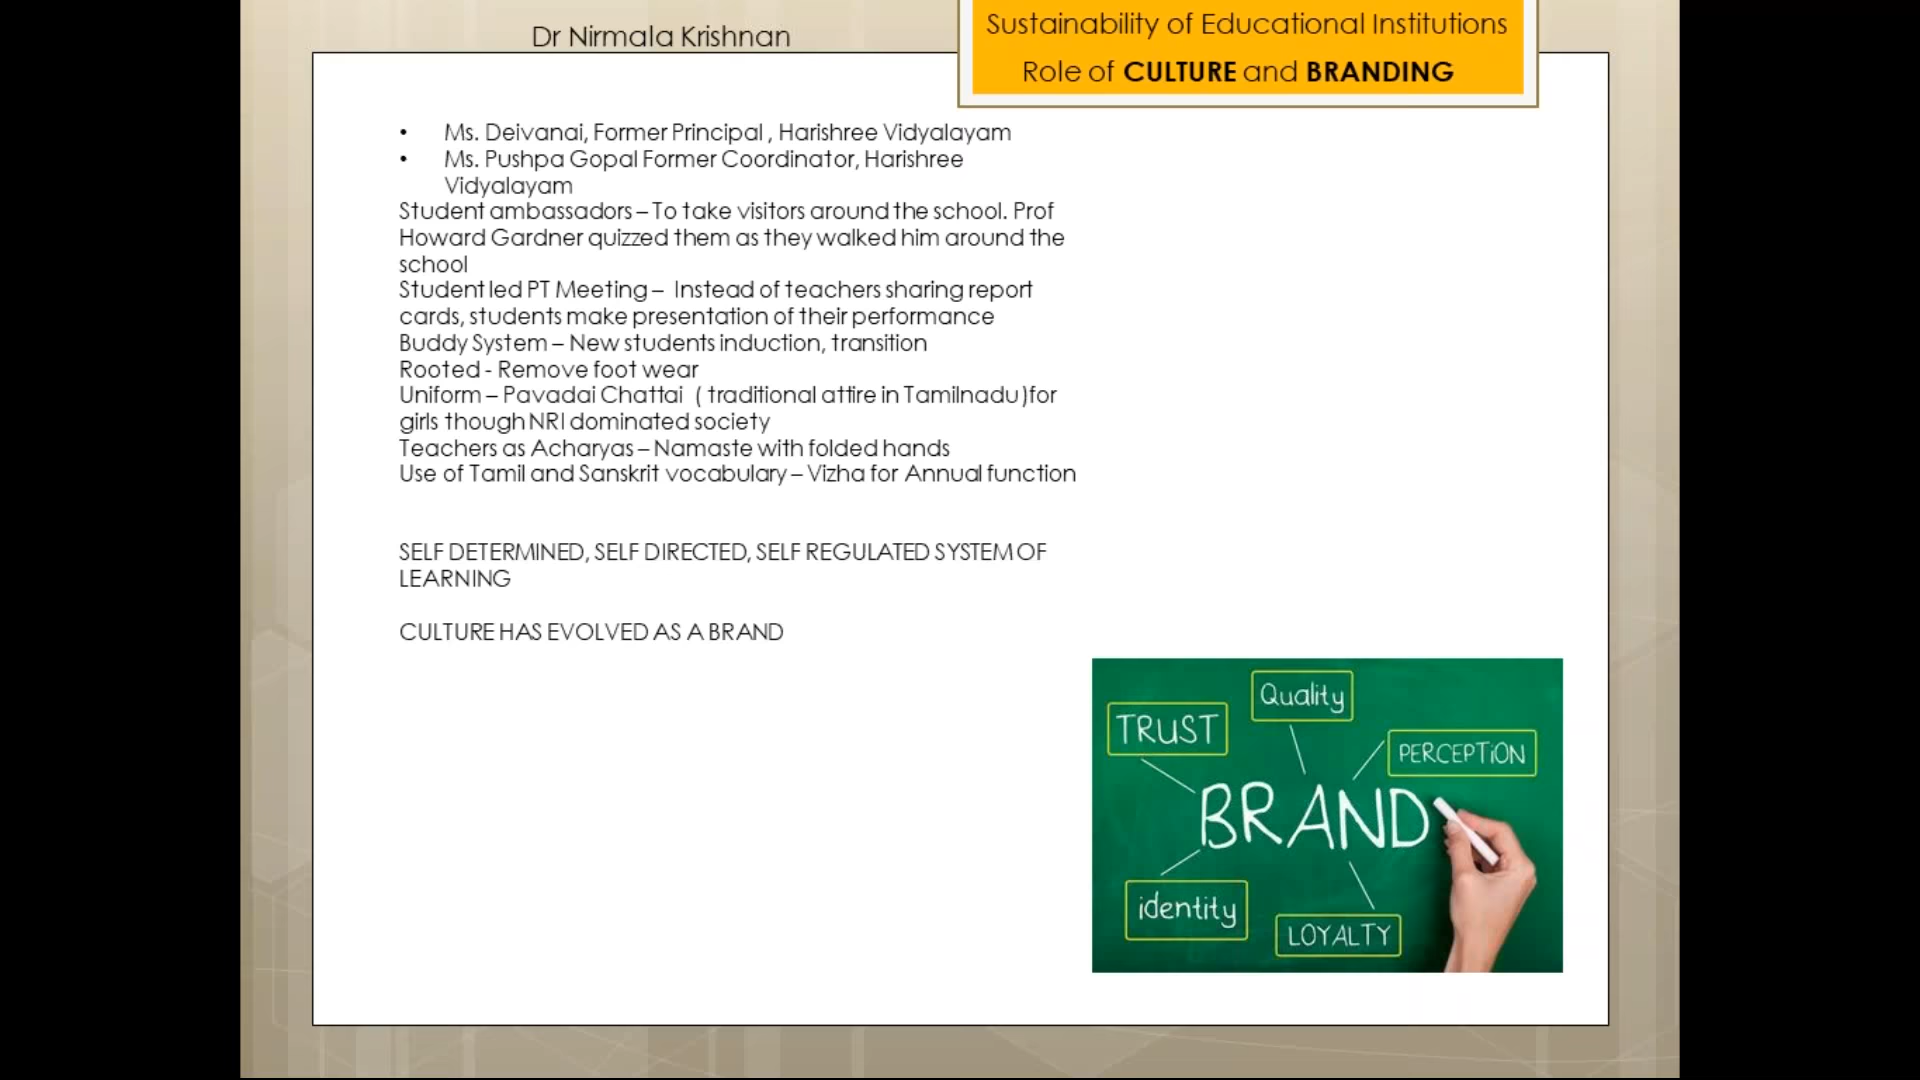 Dr Nirmala Krishnan
Sustainability of Educational Institutions
Role of CULTURE and BRANDING
• Ms. Deivanai, Former Principal , Harishree Vidyalayam
• Ms. Pushpa Gopal Former Coordinator, Harishree
Vidyalayam
Student ambassadors – To take visitors around the school. Prof
Howard Gardner quizzed them as they walked him around the
school
Student led PT Meeting – Instead of teachers sharing report
cards, students make presentation of their performance
Buddy System – New students induction, transition
Rooted - Remove foot wear
Uniform – Pavadai Chattai ( traditional attire in Tamilnadu )for
girls though NRI dominated society
Teachers as Acharyas – Namaste with folded hands
Use of Tamil and Sanskrit vocabulary – Vizha for Annual function
SELF DETERMINED, SELF DIRECTED, SELF REGULATED SYSTEM OF
LEARNING
CULTURE HAS EVOLVED AS A BRAND
Quality
TRUST
PERCEPTION
BRAND
identity
LOYALTY